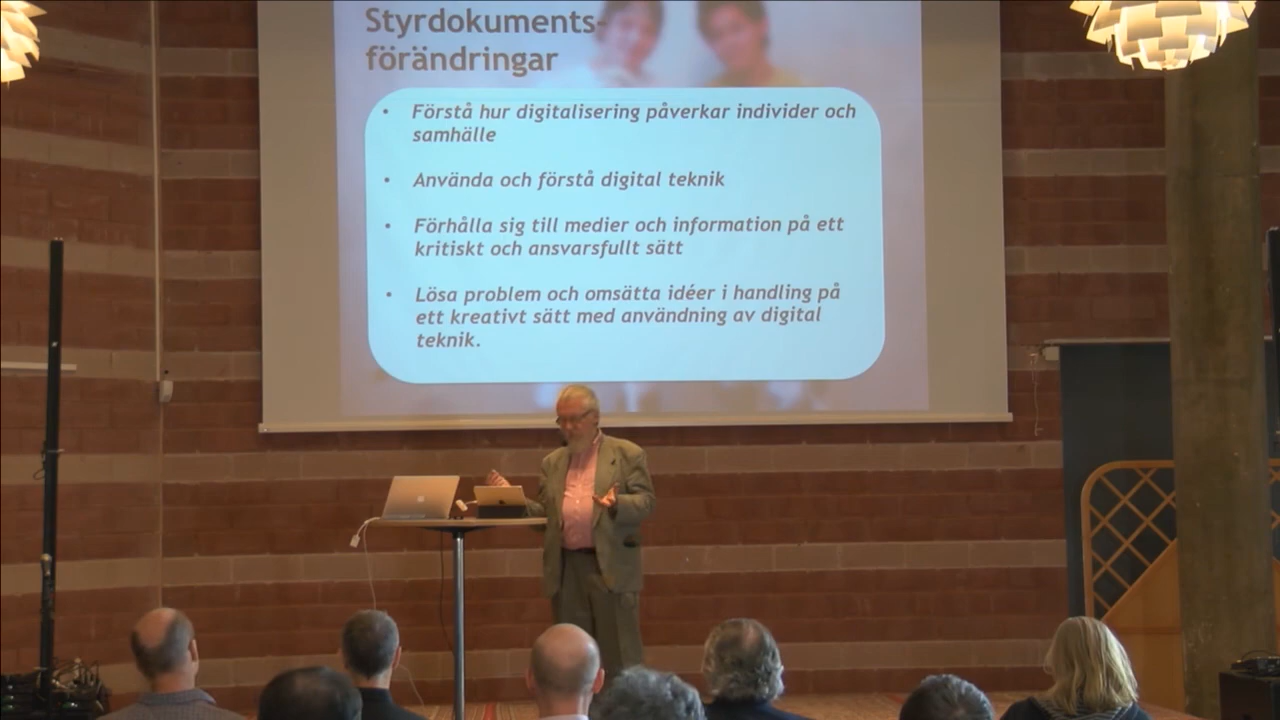 Styrdokuments-
förändringar
• Förstå hur digitalisering påverkar individer och
samhälle
• Använda och förstå digital teknik
• Förhålla sig till medier och information på ett
kritiskt och ansvarsfullt sätt
• Lösa problem och omsätta idéer i handling på
ett kreativt sätt med användning av digital
teknik.